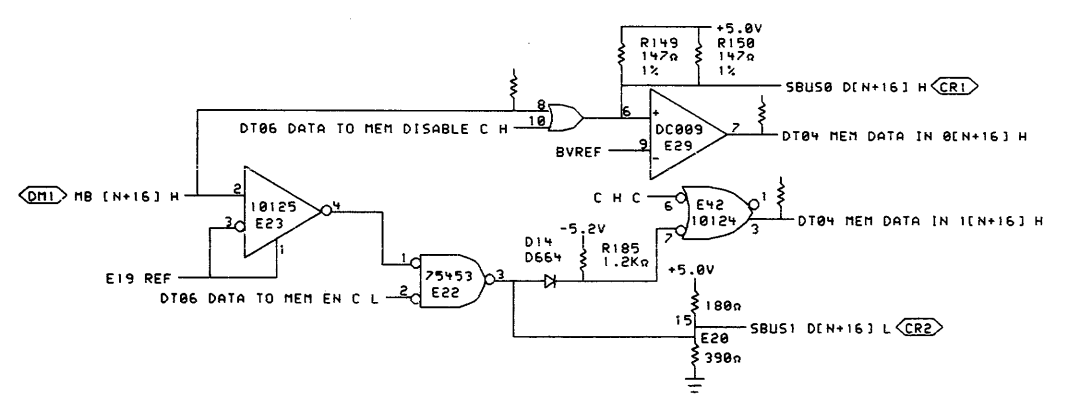 +5.0V
R149 R150
147Ω 147Ω
1% 1%
SBUS0 D[N+16] H CR1
8
10
6
DT06 DATA TO MEM DISABLE C H
+
DC009
7
E29
DT04 MEM DATA IN 0[N+16] H
BVREF
9
-
DM1 MB [N+16] H
2
10125
4
3
E23
1
C H C
6
E42
1
10124
7
3
DT04 MEM DATA IN 1[N+16] H
E19 REF
D14
D664
-5.2V
R185
1.2KΩ
+5.0V
1
75453
3
E22
2
DT06 DATA TO MEM EN C L
180Ω
15
SBUS1 D[N+16] L CR2
E20
390Ω